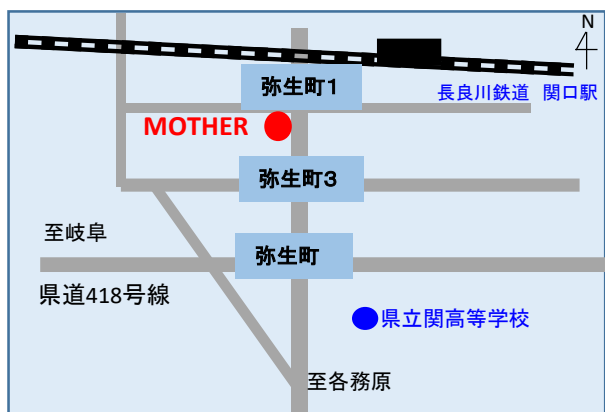 N
弥生町1
長良川鉄道 関口駅
MOTHER
弥生町3
至岐阜
弥生町
県道418号線
県立関高等学校
至各務原